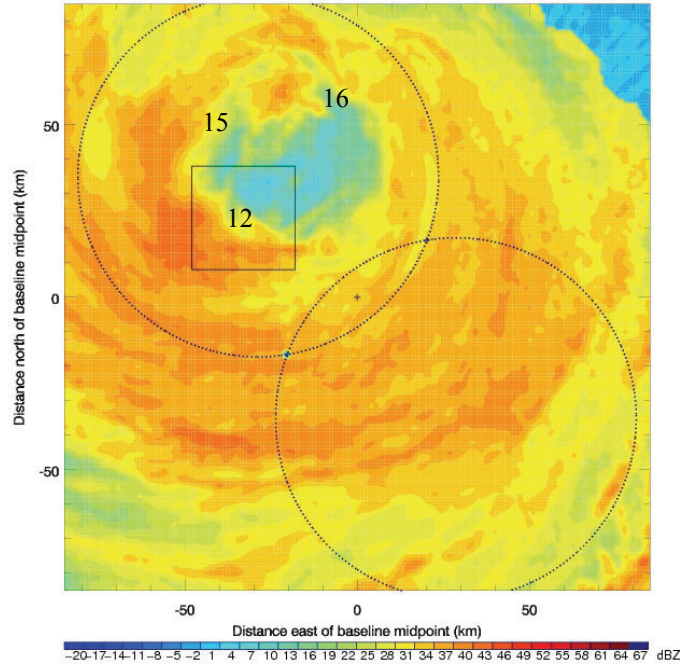 16
15
12
50
0
-50
Distance north of baseline midpoint (km)
-50 0 50
Distance east of baseline midpoint (km)
-20 -17 -14 -11 -8 -5 -2 1 4 7 10 13 16 19 22 25 28 31 34 37 40 43 46 49 52 55 58 61 64 67 dBZ